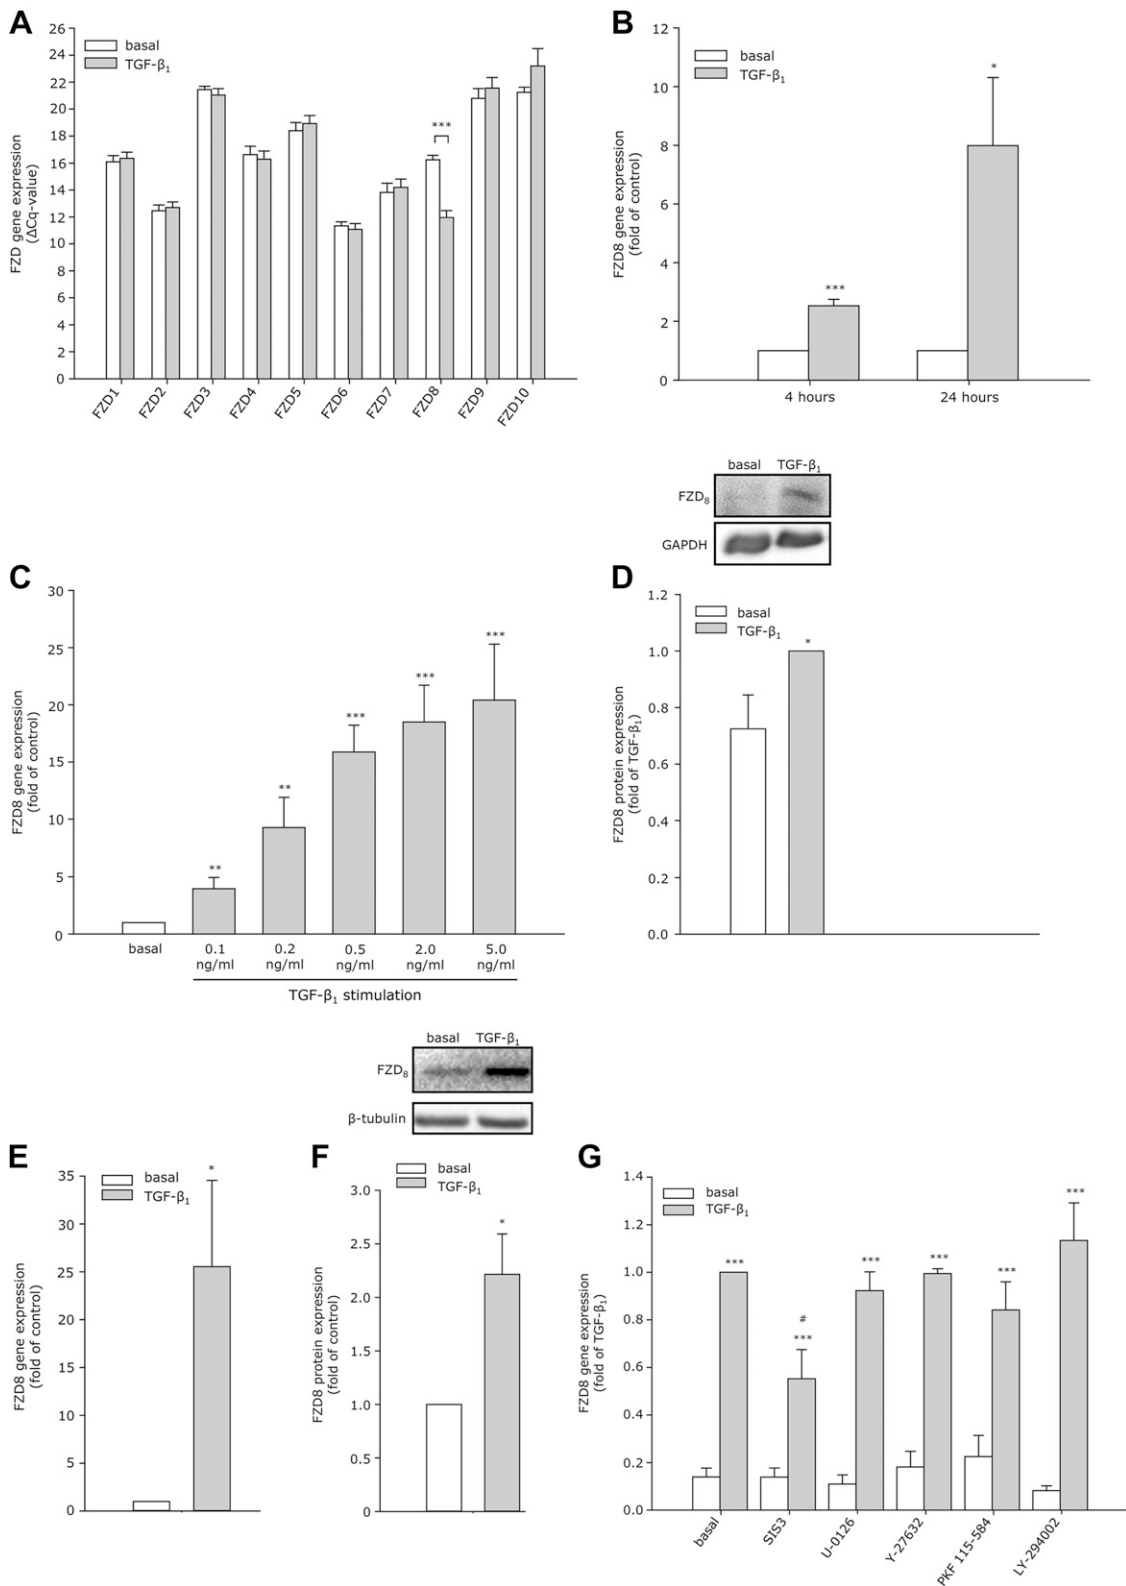 A
FZD gene expression
(ΔCq-value)
26
24
22
20
18
16
14
12
10
8
6
4
2
0
basal
TGF-β₁
***
FZD1
FZD2
FZD3
FZD4
FZD5
FZD6
FZD7
FZD8
FZD9
FZD10
B
FZD8 gene expression
(fold of control)
12
10
8
6
4
2
0
basal
TGF-β₁
***
*
4 hours
24 hours
C
FZD8 gene expression
(fold of control)
30
25
20
15
10
5
0
**
**
***
***
***
basal
0.1
ng/ml
0.2
ng/ml
0.5
ng/ml
2.0
ng/ml
5.0
ng/ml
TGF-β₁ stimulation
basal TGF-β₁
FZD₈
GAPDH
D
FZD8 protein expression
(fold of TGF-β₁)
1.2
1.0
0.8
0.6
0.4
0.2
0.0
basal
TGF-β₁
*
E
FZD8 gene expression
(fold of control)
35
30
25
20
15
10
5
0
basal
TGF-β₁
*
basal TGF-β₁
FZD₈
β-tubulin
F
FZD8 protein expression
(fold of control)
3.0
2.5
2.0
1.5
1.0
0.5
0
basal
TGF-β₁
*
G
FZD8 gene expression
(fold of TGF-β₁)
1.4
1.2
1.0
0.8
0.6
0.4
0.2
0.0
basal
TGF-β₁
***
#
***
***
***
***
***
basal
SIS3
U-0126
Y-27632
PKF 115-584
LY-294002